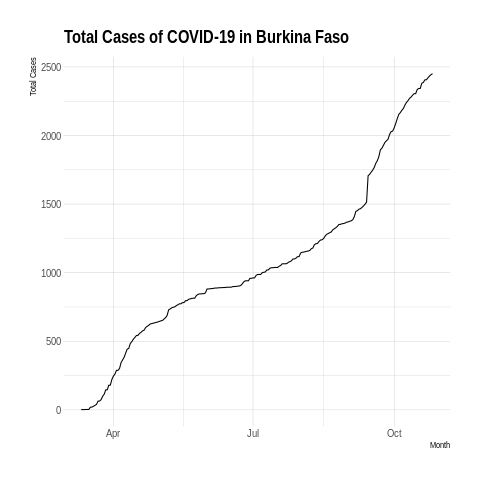 Total Cases of COVID-19 in Burkina Faso
Total Cases
2500
2000
1500
1000
500
0
Apr
Jul
Oct
Month